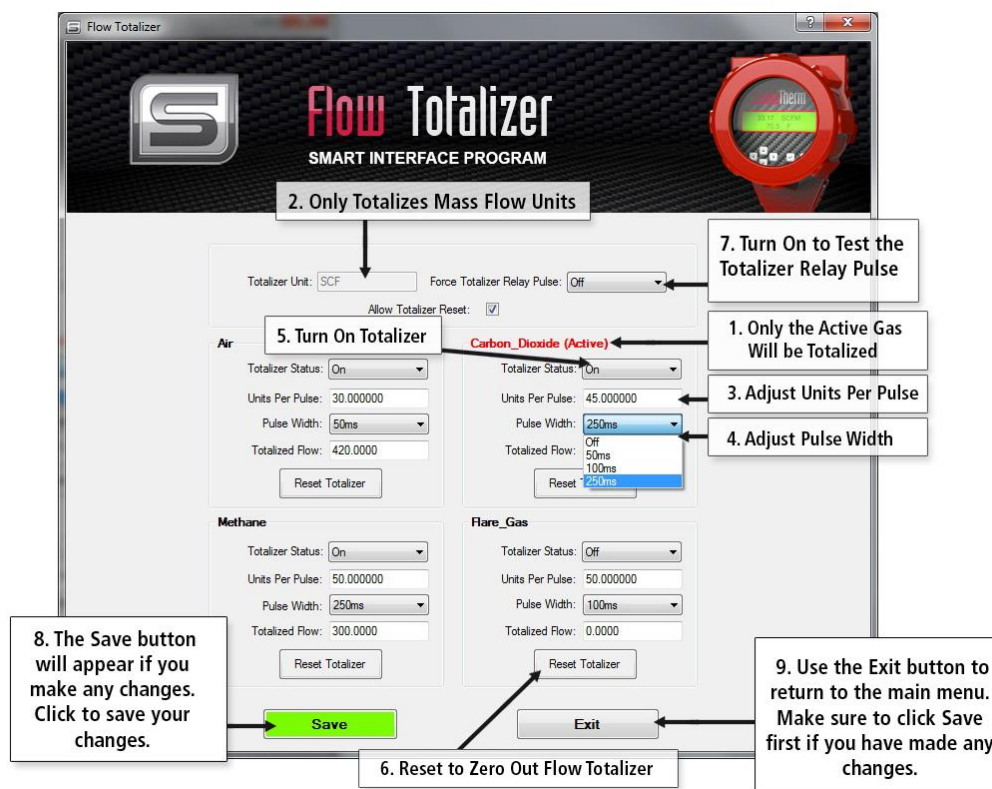 Flow Totalizer
?
X
S
Flow Totalizer
SMART INTERFACE PROGRAM
Therm
SCFM
F
2. Only Totalizes Mass Flow Units
7. Turn On to Test the
Totalizer Relay Pulse
Totalizer Unit: SCF
Force Totalizer Relay Pulse: Off
Allow Totalizer Reset:
5. Turn On Totalizer
1. Only the Active Gas
Will be Totalized
Air
Totalizer Status: On
Units Per Pulse: 30.000000
Pulse Width: 50ms
Totalized Flow: 420.0000
Reset Totalizer
Carbon_Dioxide (Active)
Totalizer Status: On
Units Per Pulse: 45.000000
Pulse Width: 250ms
Off
50ms
100ms
250ms
Totalized Flow:
Reset
3. Adjust Units Per Pulse
4. Adjust Pulse Width
Methane
Totalizer Status: On
Units Per Pulse: 50.000000
Pulse Width: 250ms
Totalized Flow: 300.0000
Reset Totalizer
Flare_Gas
Totalizer Status: Off
Units Per Pulse: 50.000000
Pulse Width: 100ms
Totalized Flow: 0.0000
Reset Totalizer
8. The Save button
will appear if you
make any changes.
Click to save your
changes.
Save
Exit
9. Use the Exit button to
return to the main menu.
Make sure to click Save
first if you have made any
changes.
6. Reset to Zero Out Flow Totalizer